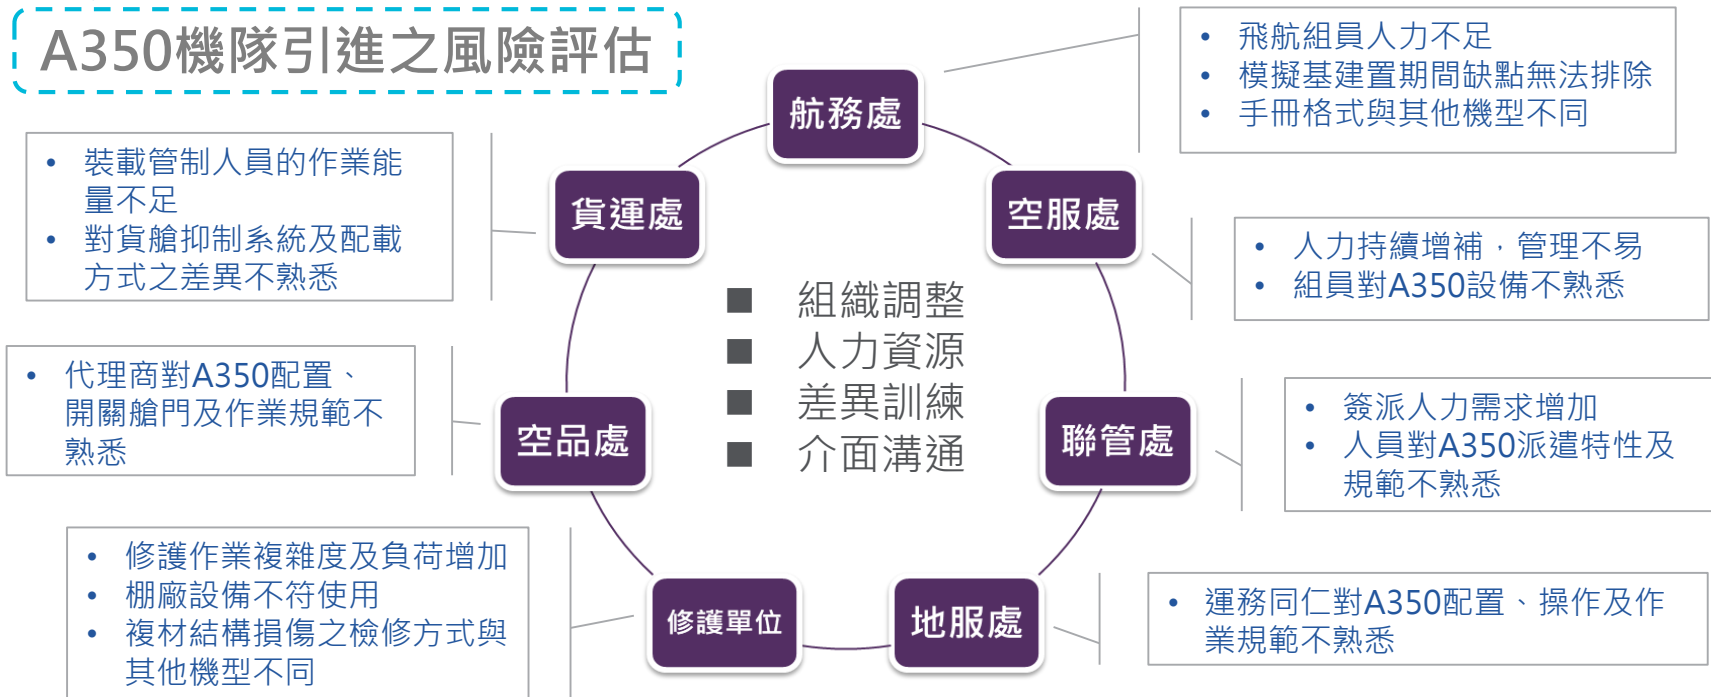 A350機隊引進之風險評估
航務處
• 飛航組員人力不足
• 模擬基建置期間缺點無法排除
• 手冊格式與其他機型不同
空服處
• 人力持續增補，管理不易
• 組員對A350設備不熟悉
聯管處
• 簽派人力需求增加
• 人員對A350派遣特性及
規範不熟悉
地服處
• 運務同仁對A350配置、操作及作
業規範不熟悉
修護單位
• 修護作業複雜度及負荷增加
• 棚廠設備不符使用
• 複材結構損傷之檢修方式與
其他機型不同
空品處
• 代理商對A350配置、
開關艙門及作業規範不
熟悉
貨運處
• 裝載管制人員的作業能
量不足
• 對貨艙抑制系統及配載
方式之差異不熟悉
■ 組織調整
■ 人力資源
■ 差異訓練
■ 介面溝通